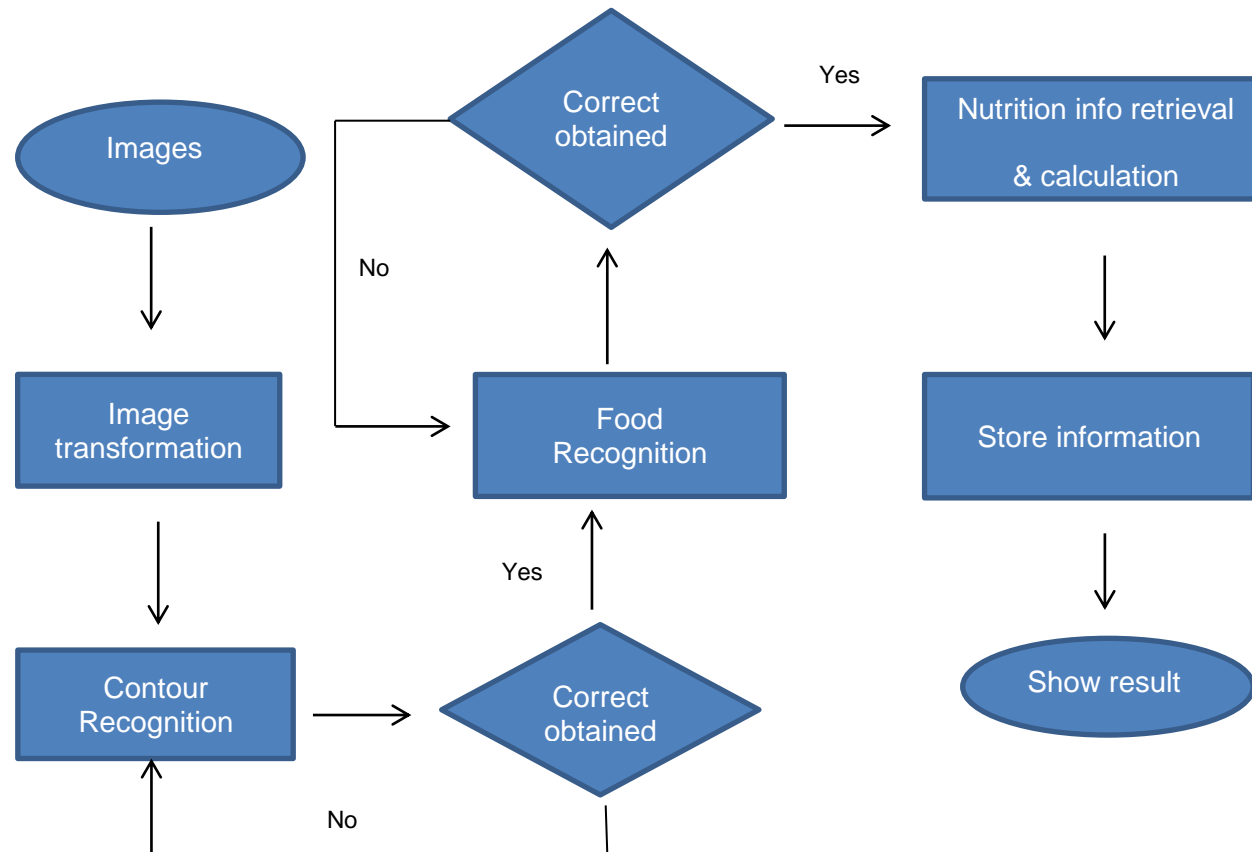 Images
Image
transformation
Contour
Recognition
No
Correct
obtained
Yes
Food
Recognition
No
Correct
obtained
Yes
Nutrition info retrieval
& calculation
Store information
Show result